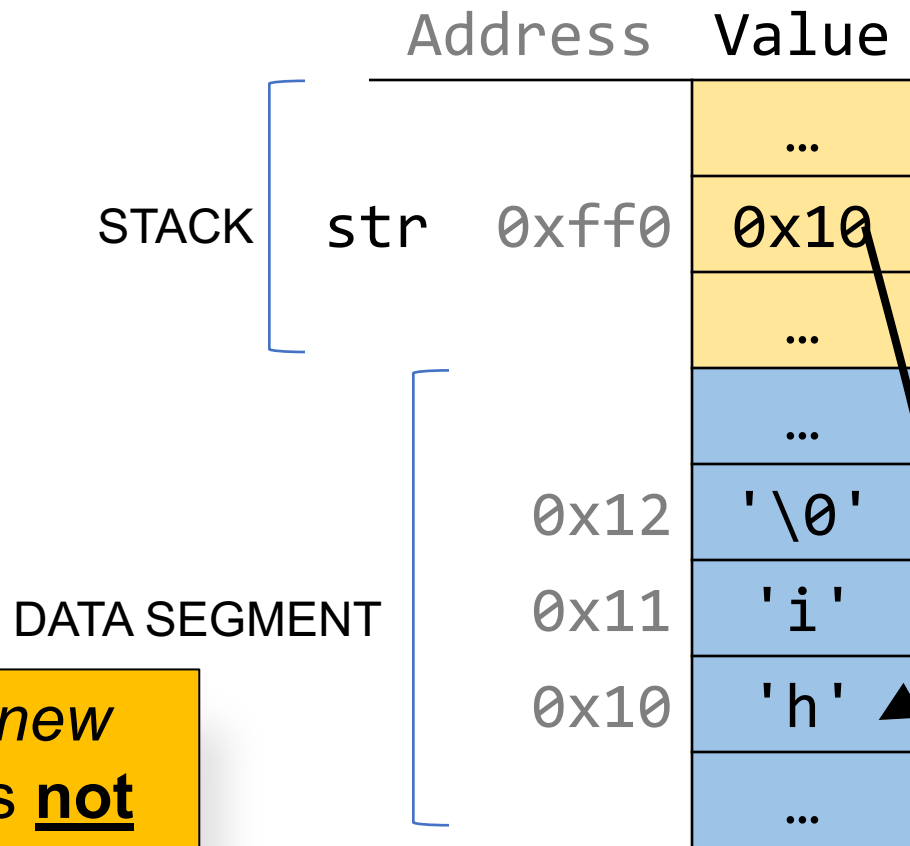 Address Value
…
STACK str 0xff0 0x10
…
…
0x12 '\0'
DATA SEGMENT 0x11 'i'
0x10 'h'
new
s not
…